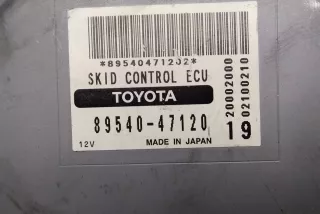 *89540471202*
SKID CONTROL ECU
TOYOTA
89540-47120
12V
MADE IN JAPAN
19
20002000
02100210